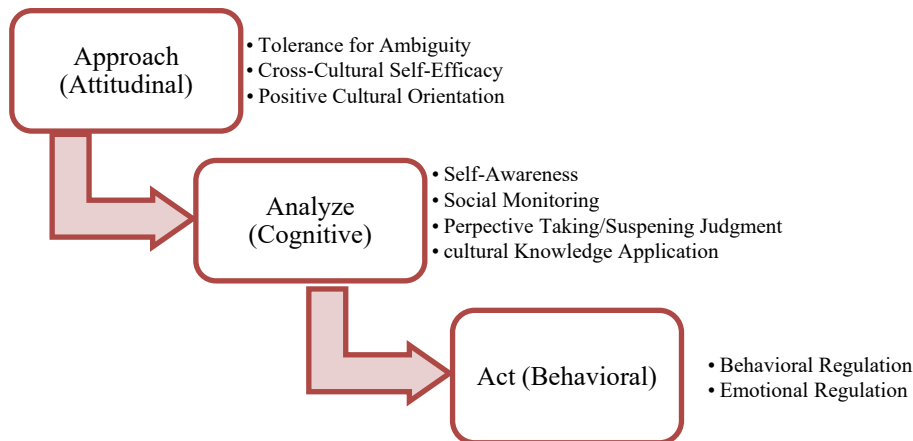 Approach
(Attitudinal)
• Tolerance for Ambiguity
• Cross-Cultural Self-Efficacy
• Positive Cultural Orientation
Analyze
(Cognitive)
• Self-Awareness
• Social Monitoring
• Perpective Taking/Suspening Judgment
• cultural Knowledge Application
Act (Behavioral)
• Behavioral Regulation
• Emotional Regulation